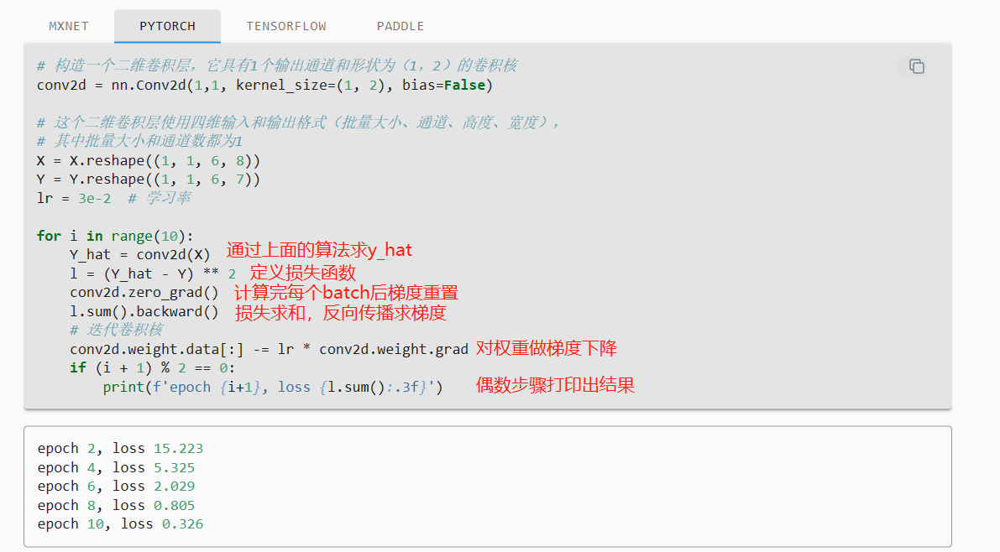 MXNET PYTORCH TENSORFLOW PADDLE
# 构造一个二维卷积层，它具有1个输出通道和形状为（1，2）的卷积核
conv2d = nn.Conv2d(1,1, kernel_size=(1, 2), bias=False)
# 这个二维卷积层使用四维输入和输出格式（批量大小、通道、高度、宽度），
# 其中批量大小和通道数都为1
X = X.reshape((1, 1, 6, 8))
Y = Y.reshape((1, 1, 6, 7))
lr = 3e-2  # 学习率
for i in range(10):
    Y_hat = conv2d(X) 通过上面的算法求y_hat
    l = (Y_hat - Y) ** 2 定义损失函数
    conv2d.zero_grad() 计算完每个batch后梯度重置
    l.sum().backward() 损失求和，反向传播求梯度
    # 迭代卷积核
    conv2d.weight.data[:] -= lr * conv2d.weight.grad 对权重做梯度下降
    if (i + 1) % 2 == 0:
        print(f'epoch {i+1}, loss {l.sum():.3f}') 偶数步骤打印出结果
epoch 2, loss 15.223
epoch 4, loss 5.325
epoch 6, loss 2.029
epoch 8, loss 0.805
epoch 10, loss 0.326